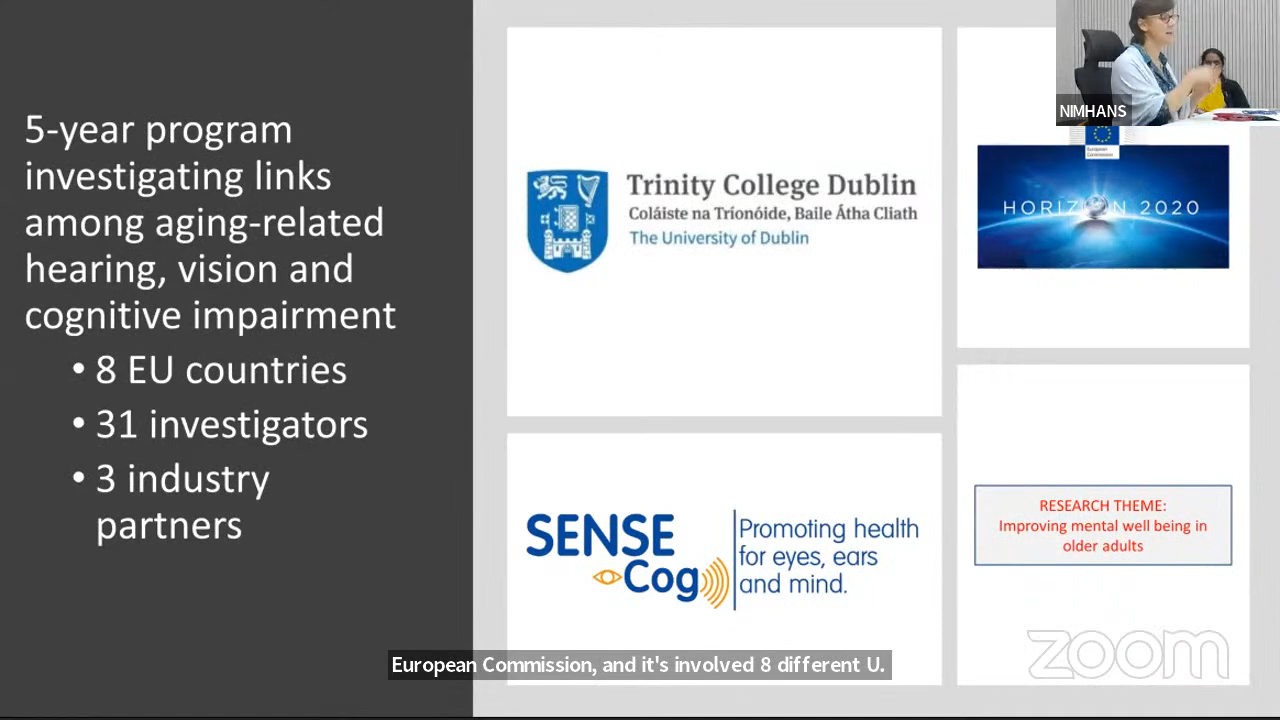 5-year program
investigating links
among aging-related
hearing, vision and
cognitive impairment
• 8 EU countries
• 31 investigators
• 3 industry
partners
Trinity College Dublin
Coláiste na Tríonóide, Baile Átha Cliath
The University of Dublin
NIMHANS
European
Commission
HORIZON 2020
SENSE
Cog
Promoting health
for eyes, ears
and mind.
RESEARCH THEME:
Improving mental well being in
older adults
zoom
European Commission, and it's involved 8 different U.